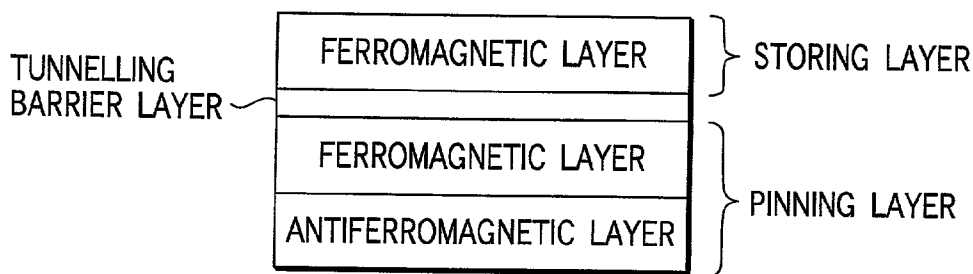 FERROMAGNETIC LAYER
STORING LAYER
TUNNELLING
BARRIER LAYER
FERROMAGNETIC LAYER
PINNING LAYER
ANTIFERROMAGNETIC LAYER